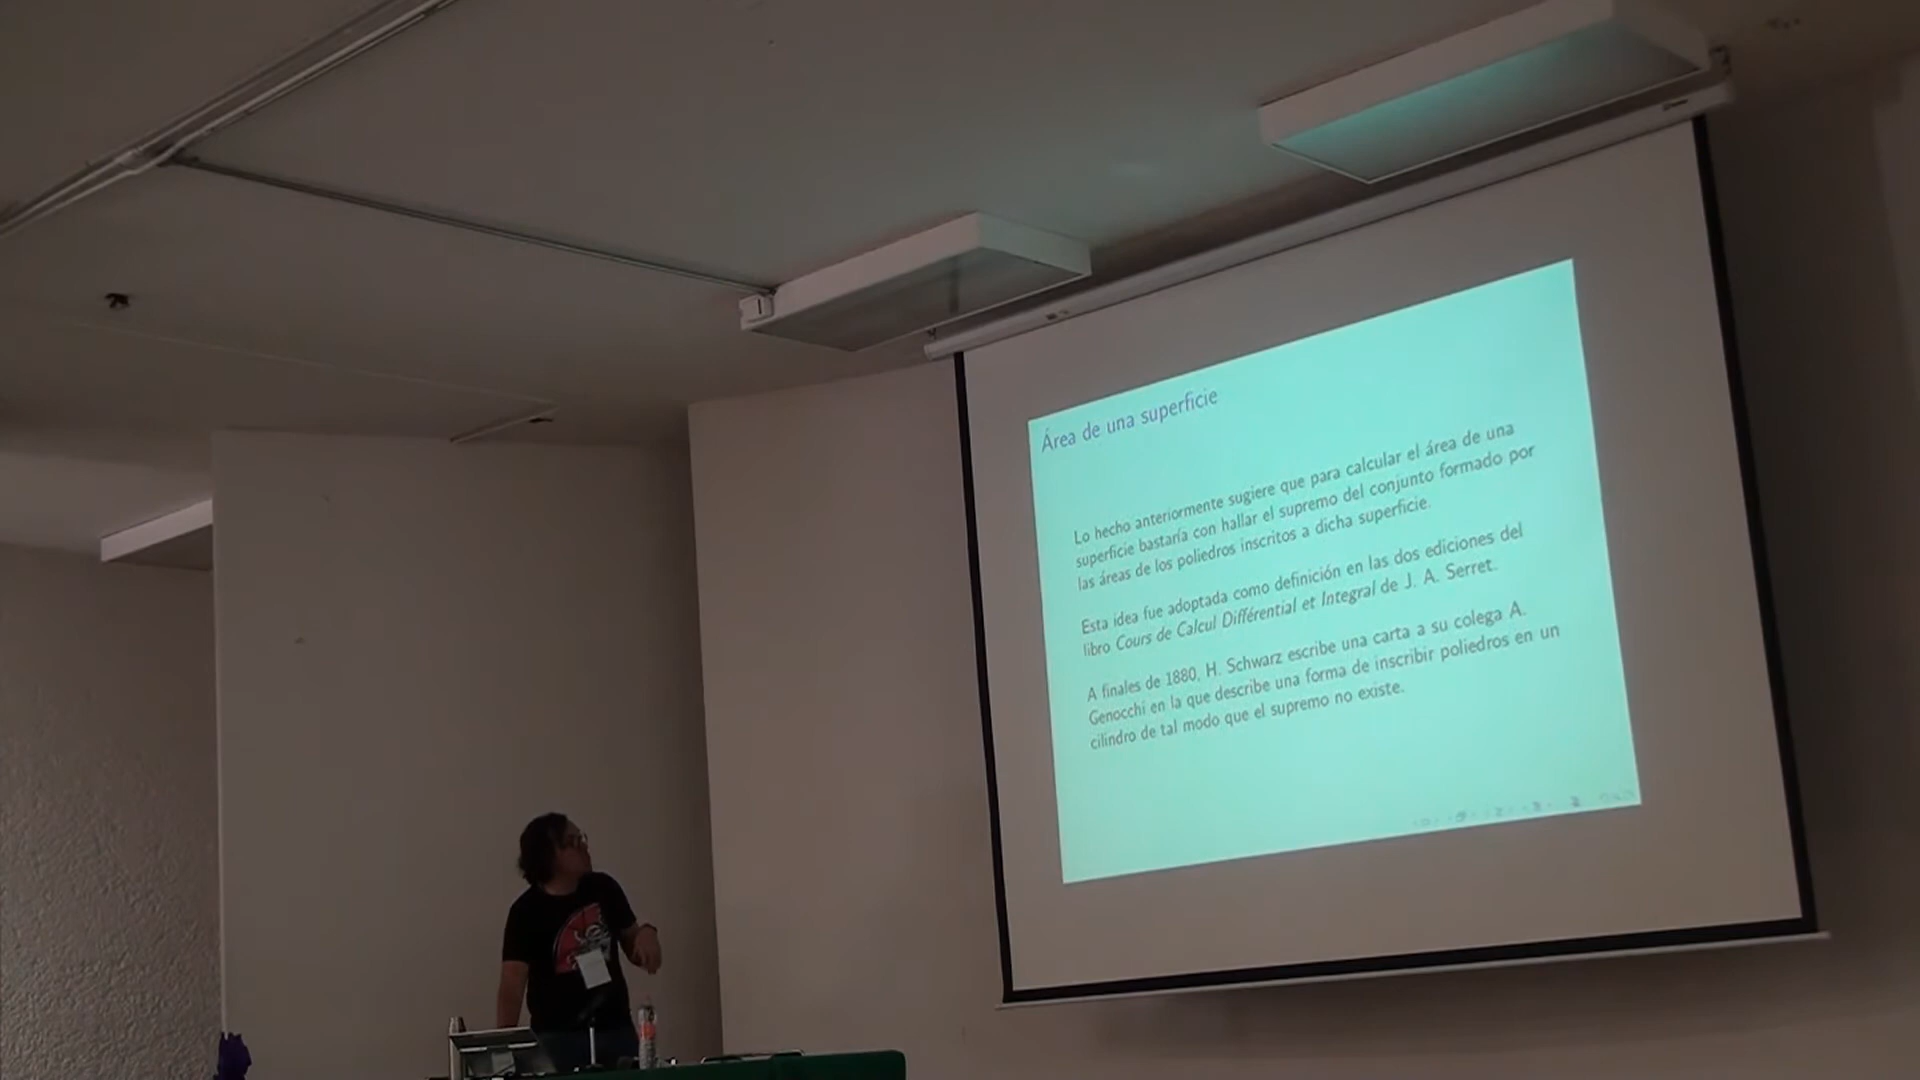 Área de una superficie
Lo hecho anteriormente sugiere que para calcular el área de una
superficie bastaría con hallar el supremo del conjunto formado por
las áreas de los poliedros inscritos a dicha superficie.
Esta idea fue adoptada como definición en las dos ediciones del
libro Cours de Calcul Différential et Integral de J. A. Serret.
A finales de 1880, H. Schwarz escribe una carta a su colega A.
Genocchi en la que describe una forma de inscribir poliedros en un
cilindro de tal modo que el supremo no existe.